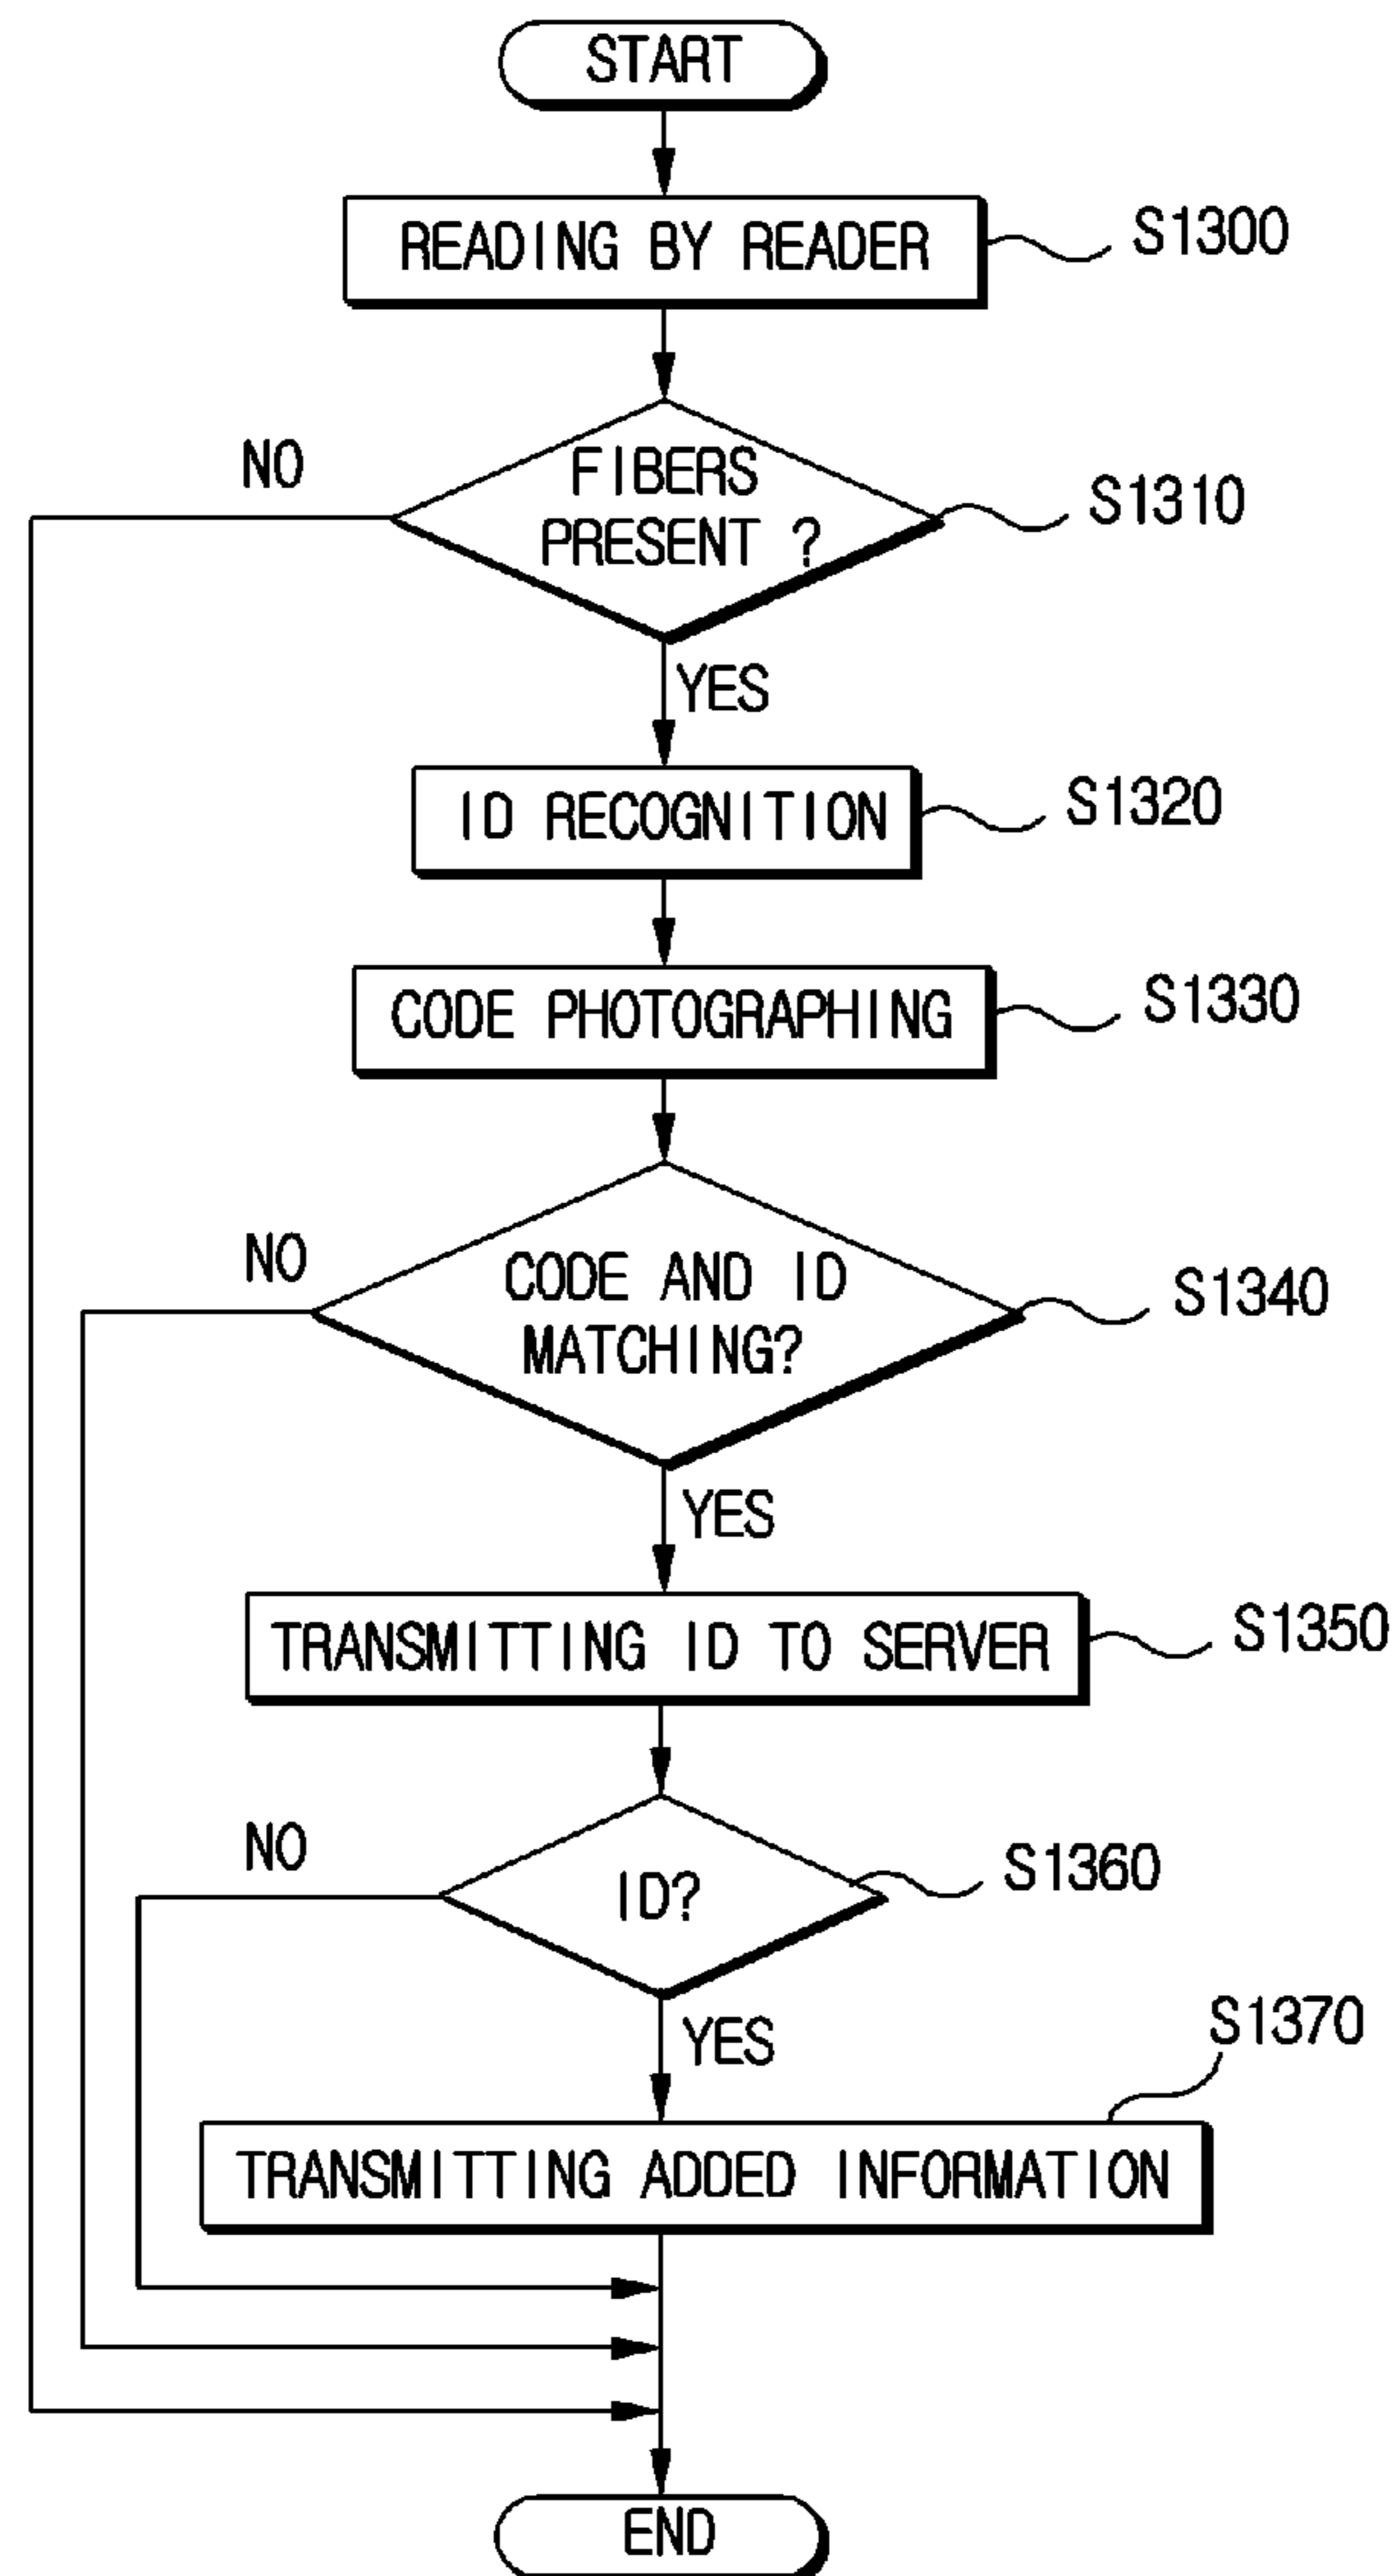 START
READING BY READER
S1300
NO
FIBERS
PRESENT ?
S1310
YES
ID RECOGNITION
S1320
CODE PHOTOGRAPHING
S1330
NO
CODE AND ID
MATCHING?
S1340
YES
TRANSMITTING ID TO SERVER
S1350
NO
ID?
S1360
YES
S1370
TRANSMITTING ADDED INFORMATION
END